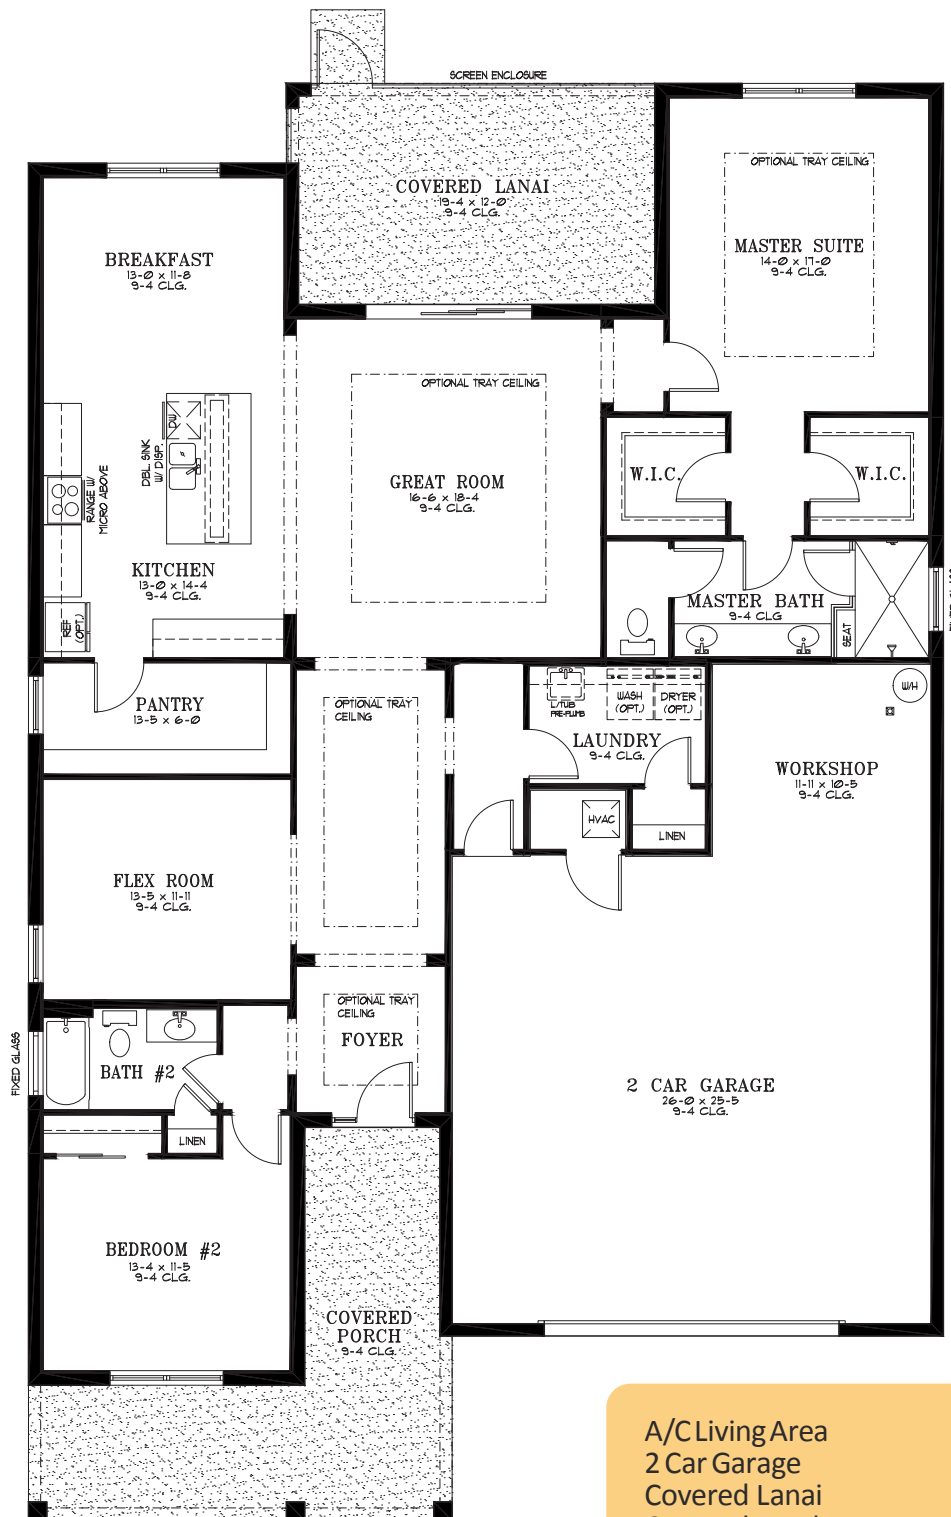 SCREEN ENCLOSURE
COVERED LANAI
19-4 x 12-0
9-4 CLG.
OPTIONAL TRAY CEILING
MASTER SUITE
14-0 x 17-0
9-4 CLG.
BREAKFAST
13-0 x 11-8
9-4 CLG.
OPTIONAL TRAY CEILING
GREAT ROOM
16-6 x 18-4
9-4 CLG.
DW
DBL. SINK
W/ DISP.
RANGE W/
MICRO ABOVE
KITCHEN
13-0 x 14-4
9-4 CLG.
REF
(OPT.)
W.I.C.
W.I.C.
MASTER BATH
9-4 CLG.
SEAT
PANTRY
13-5 x 6-0
OPTIONAL TRAY
CEILING
L/TUB
PRE-PLUMB
WASH
(OPT.)
DRYER
(OPT.)
LAUNDRY
9-4 CLG.
W/H
WORKSHOP
11-11 x 10-5
9-4 CLG.
HVAC
LINEN
FLEX ROOM
13-5 x 11-11
9-4 CLG.
OPTIONAL TRAY
CEILING
FOYER
FIXED GLASS
BATH #2
LINEN
2 CAR GARAGE
26-0 x 25-5
9-4 CLG.
BEDROOM #2
13-4 x 11-5
9-4 CLG.
COVERED
PORCH
9-4 CLG.
A/C Living Area
2 Car Garage
Covered Lanai